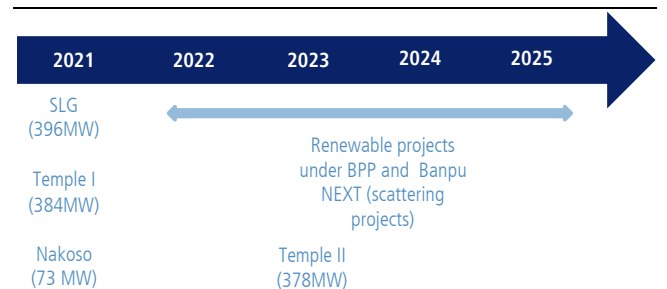 2021 2022 2023 2024 2025
SLG
(396MW)
Temple I
(384MW)
Nakoso
(73 MW)
Renewable projects
under BPP and Banpu
NEXT (scattering
projects)
Temple II
(378MW)